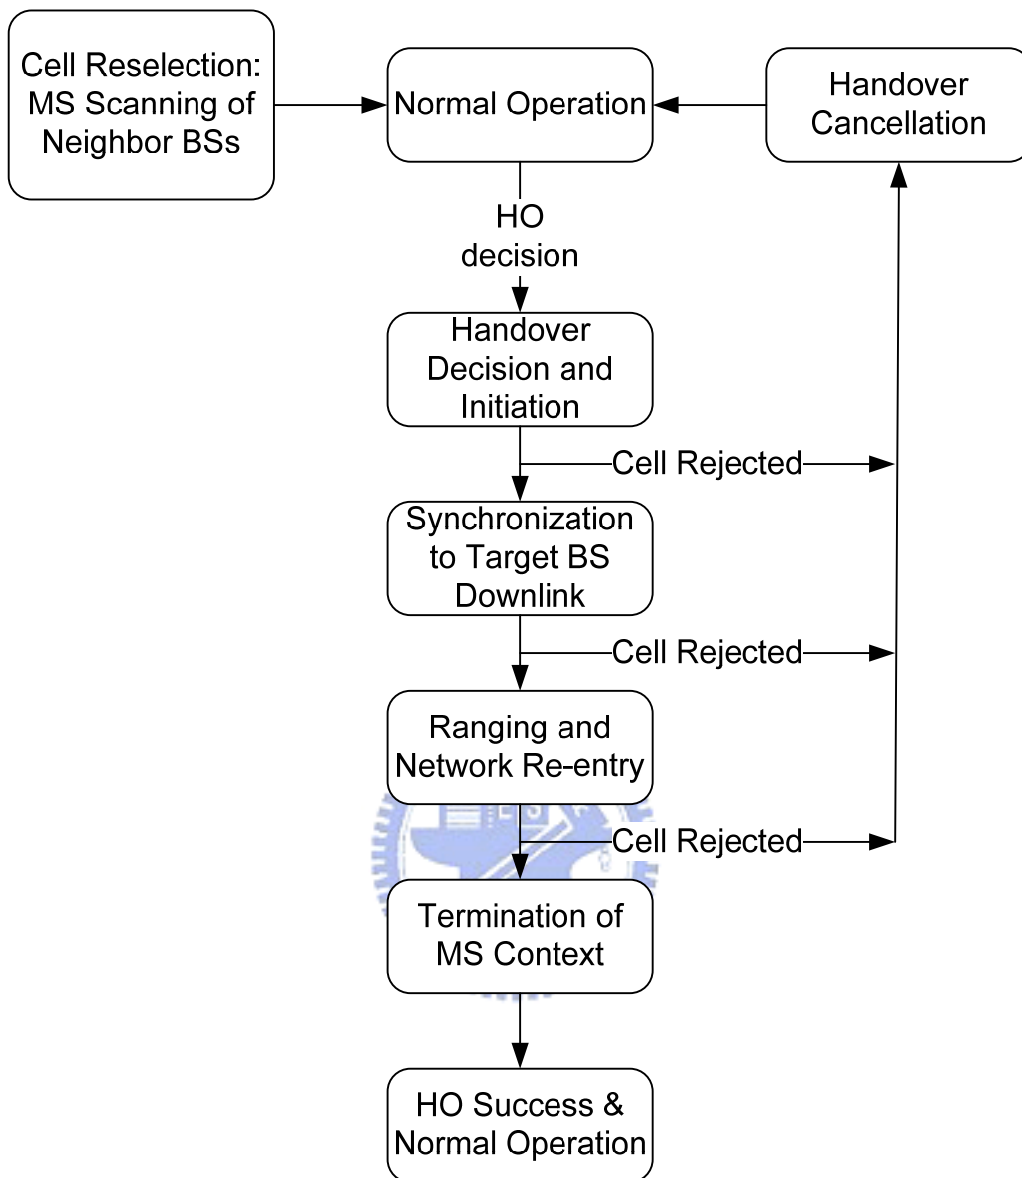 Cell Reselection:
MS Scanning of
Neighbor BSs
Normal Operation
Handover
Cancellation
HO
decision
Handover
Decision and
Initiation
Cell Rejected
Synchronization
to Target BS
Downlink
Cell Rejected
Ranging and
Network Re-entry
Cell Rejected
Termination of
MS Context
HO Success &
Normal Operation